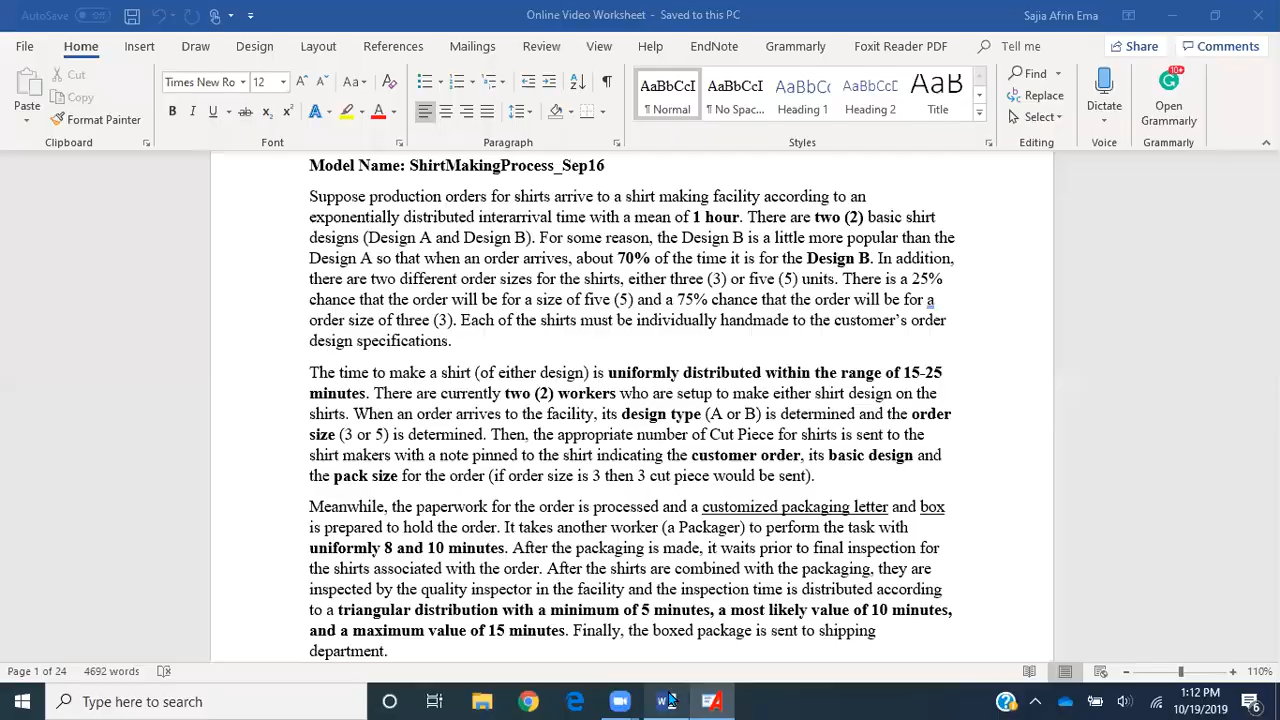 AutoSave Off Online Video Worksheet - Saved to this PC Sajia Afrin Ema
File Home Insert Draw Design Layout References Mailings Review View Help EndNote Grammarly Foxit Reader PDF Tell me Share Comments
Paste Cut Copy Format Painter
Times New Ro 12 Aa
B I U ab x₂ x² A A
AaBbCcI AaBbCcI AaBbCc AaBbCcI AaB
¶ Normal ¶ No Spac... Heading 1 Heading 2 Title
Find Replace Select
Dictate
10+
Open Grammarly
Clipboard Font Paragraph Styles Editing Voice Grammarly
Model Name: ShirtMakingProcess_Sep16
Suppose production orders for shirts arrive to a shirt making facility according to an
exponentially distributed interarrival time with a mean of 1 hour. There are two (2) basic shirt
designs (Design A and Design B). For some reason, the Design B is a little more popular than the
Design A so that when an order arrives, about 70% of the time it is for the Design B. In addition,
there are two different order sizes for the shirts, either three (3) or five (5) units. There is a 25%
chance that the order will be for a size of five (5) and a 75% chance that the order will be for a
order size of three (3). Each of the shirts must be individually handmade to the customer's order
design specifications.
The time to make a shirt (of either design) is uniformly distributed within the range of 15-25
minutes. There are currently two (2) workers who are setup to make either shirt design on the
shirts. When an order arrives to the facility, its design type (A or B) is determined and the order
size (3 or 5) is determined. Then, the appropriate number of Cut Piece for shirts is sent to the
shirt makers with a note pinned to the shirt indicating the customer order, its basic design and
the pack size for the order (if order size is 3 then 3 cut piece would be sent).
Meanwhile, the paperwork for the order is processed and a customized packaging letter and box
is prepared to hold the order. It takes another worker (a Packager) to perform the task with
uniformly 8 and 10 minutes. After the packaging is made, it waits prior to final inspection for
the shirts associated with the order. After the shirts are combined with the packaging, they are
inspected by the quality inspector in the facility and the inspection time is distributed according
to a triangular distribution with a minimum of 5 minutes, a most likely value of 10 minutes,
and a maximum value of 15 minutes. Finally, the boxed package is sent to shipping
department.
Page 1 of 24 4692 words 110%
Type here to search
1:12 PM
10/19/2019
6